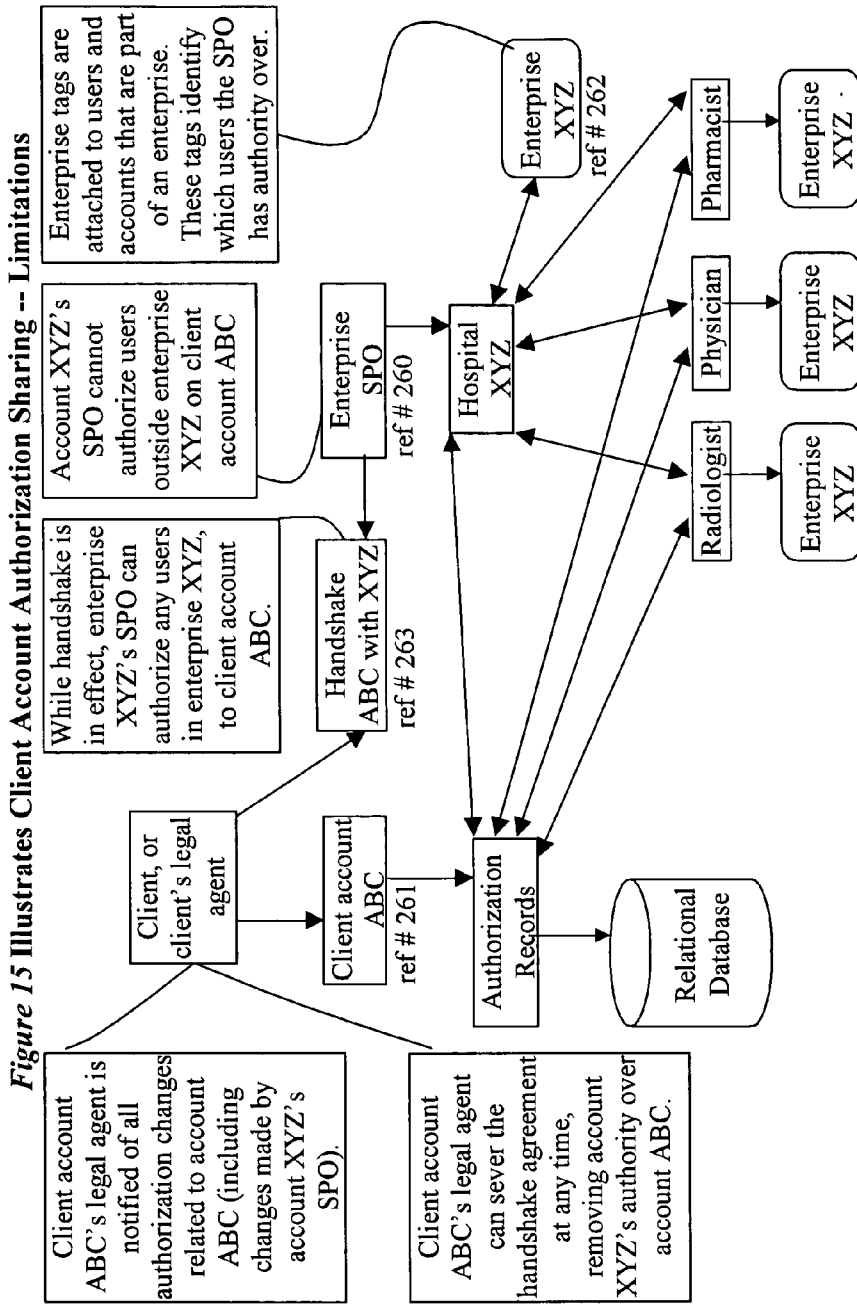 Figure 15 Illustrates Client Account Authorization Sharing -- Limitations
Client account
ABC's legal agent is
notified of all
authorization changes
related to account
ABC (including
changes made by
account XYZ's
SPO).
Client, or
client's legal
agent
While handshake is
in effect, enterprise
XYZ's SPO can
authorize any users
in enterprise XYZ,
to client account
ABC.
Account XYZ's
SPO cannot
authorize users
outside enterprise
XYZ on client
account ABC
Enterprise tags are
attached to users and
accounts that are part
of an enterprise.
These tags identify
which users the SPO
has authority over.
Client account
ABC
ref # 261
Handshake
ABC with XYZ
ref # 263
Enterprise
SPO
ref # 260
Client account
ABC's legal agent
can sever the
handshake agreement
at any time,
removing account
XYZ's authority over
account ABC.
Authorization
Records
Hospital
XYZ
Enterprise
XYZ
ref # 262
Relational
Database
Radiologist
Physician
Pharmacist
Enterprise
XYZ
Enterprise
XYZ
Enterprise
XYZ